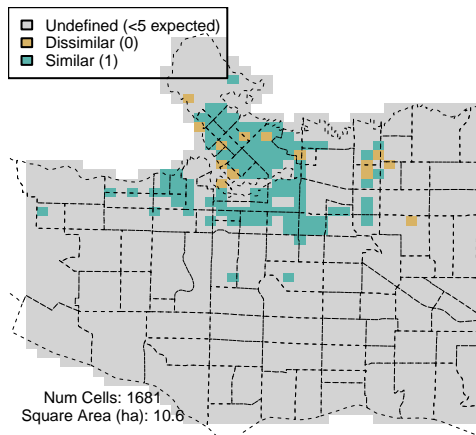 Undefined (<5 expected)
Dissimilar (0)
Similar (1)
Num Cells: 1681
Square Area (ha): 10.6